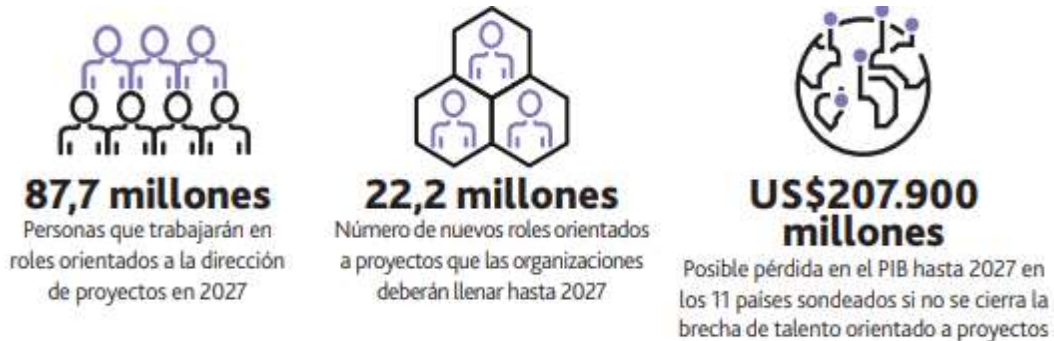 87,7 millones
Personas que trabajarán en
roles orientados a la dirección
de proyectos en 2027
22,2 millones
Número de nuevos roles orientados
a proyectos que las organizaciones
deberán llenar hasta 2027
US$207.900
millones
Posible pérdida en el PIB hasta 2027 en
los 11 países sondeados si no se cierra la
brecha de talento orientado a proyectos